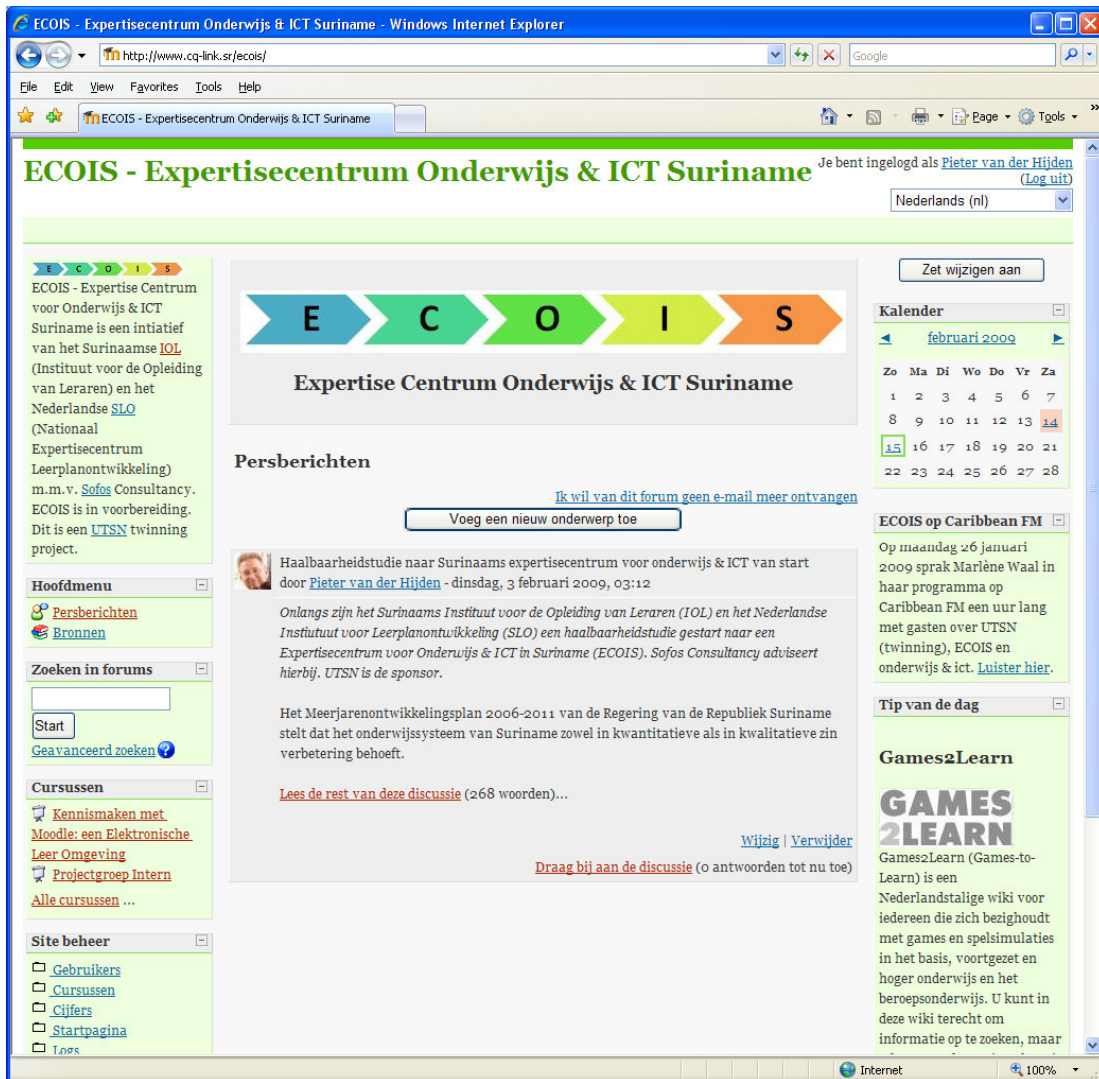 ECOIS - Expertisecentrum Onderwijs & ICT Suriname - Windows Internet Explorer
http://www.cq-link.sr/ecois/
Google
File Edit View Favorites Tools Help
ECOIS - Expertisecentrum Onderwijs & ICT Suriname
Page Tools
ECOIS - Expertisecentrum Onderwijs & ICT Suriname
Je bent ingelogd als Pieter van der Hijden
(Log uit)
Nederlands (nl)
E C O I S
ECOIS - Expertise Centrum
voor Onderwijs & ICT
Suriname is een intiatief
van het Surinaamse IOL
(Instituut voor de Opleiding
van Leraren) en het
Nederlandse SLO
(Nationaal
Expertisecentrum
Leerplanontwikkeling)
m.m.v. Sofos Consultancy.
ECOIS is in voorbereiding.
Dit is een UTSN twinning
project.
Hoofdmenu
Persberichten
Bronnen
Zoeken in forums
Start
Geavanceerd zoeken ?
Cursussen
Kennismaken met
Moodle: een Elektronische
Leer Omgeving
Projectgroep Intern
Alle cursussen ...
Site beheer
Gebruikers
Cursussen
Cijfers
Startpagina
Logs
E C O I S
Expertise Centrum Onderwijs & ICT Suriname
Persberichten
Ik wil van dit forum geen e-mail meer ontvangen
Voeg een nieuw onderwerp toe
Haalbaarheidstudie naar Surinaams expertisecentrum voor onderwijs & ICT van start
door Pieter van der Hijden - dinsdag, 3 februari 2009, 03:12
Onlangs zijn het Surinaams Instituut voor de Opleiding van Leraren (IOL) en het Nederlandse
Instiutuut voor Leerplanontwikkeling (SLO) een haalbaarheidstudie gestart naar een
Expertisecentrum voor Onderwijs & ICT in Suriname (ECOIS). Sofos Consultancy adviseert
hierbij. UTSN is de sponsor.
Het Meerjarenontwikkelingsplan 2006-2011 van de Regering van de Republiek Suriname
stelt dat het onderwijssysteem van Suriname zowel in kwantitatieve als in kwalitatieve zin
verbetering behoeft.
Lees de rest van deze discussie (268 woorden)...
Wijzig | Verwijder
Draag bij aan de discussie (0 antwoorden tot nu toe)
Zet wijzigen aan
Kalender
◄ februari 2009 ►
Zo Ma Di Wo Do Vr Za
1 2 3 4 5 6 7
8 9 10 11 12 13 14
15 16 17 18 19 20 21
22 23 24 25 26 27 28
ECOIS op Caribbean FM
Op maandag 26 januari
2009 sprak Marlène Waal in
haar programma op
Caribbean FM een uur lang
met gasten over UTSN
(twinning), ECOIS en
onderwijs & ict. Luister hier.
Tip van de dag
Games2Learn
GAMES
2LEARN
Games2Learn (Games-to-
Learn) is een
Nederlandstalige wiki voor
iedereen die zich bezighoudt
met games en spelsimulaties
in het basis, voortgezet en
hoger onderwijs en het
beroepsonderwijs. U kunt in
deze wiki terecht om
informatie op te zoeken, maar
Internet
100%